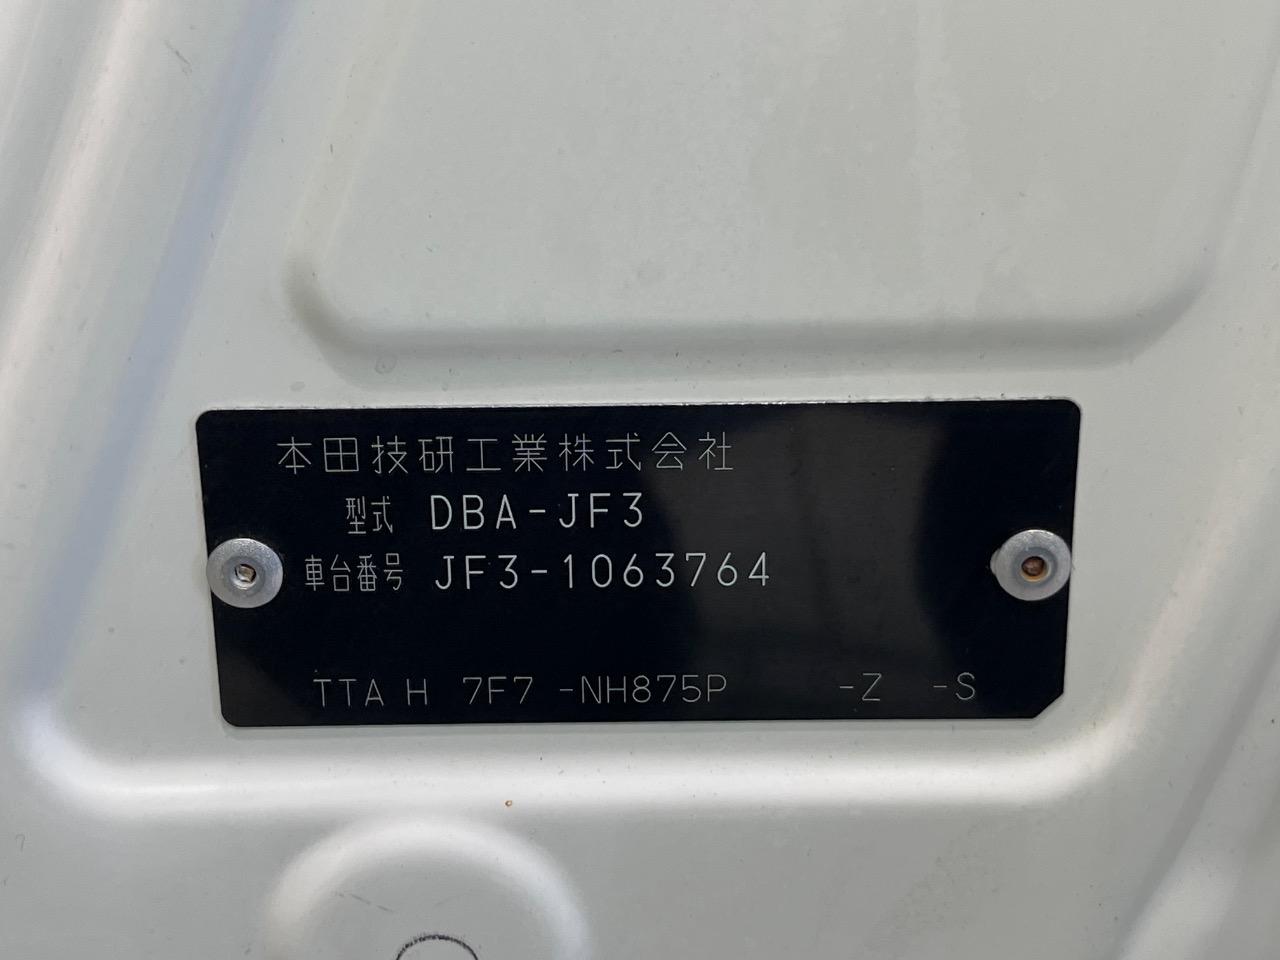 本田技研工業株式会社
型式 DBA-JF3
車台番号 JF3-1063764
TTA H 7F7 -NH875P -Z -S